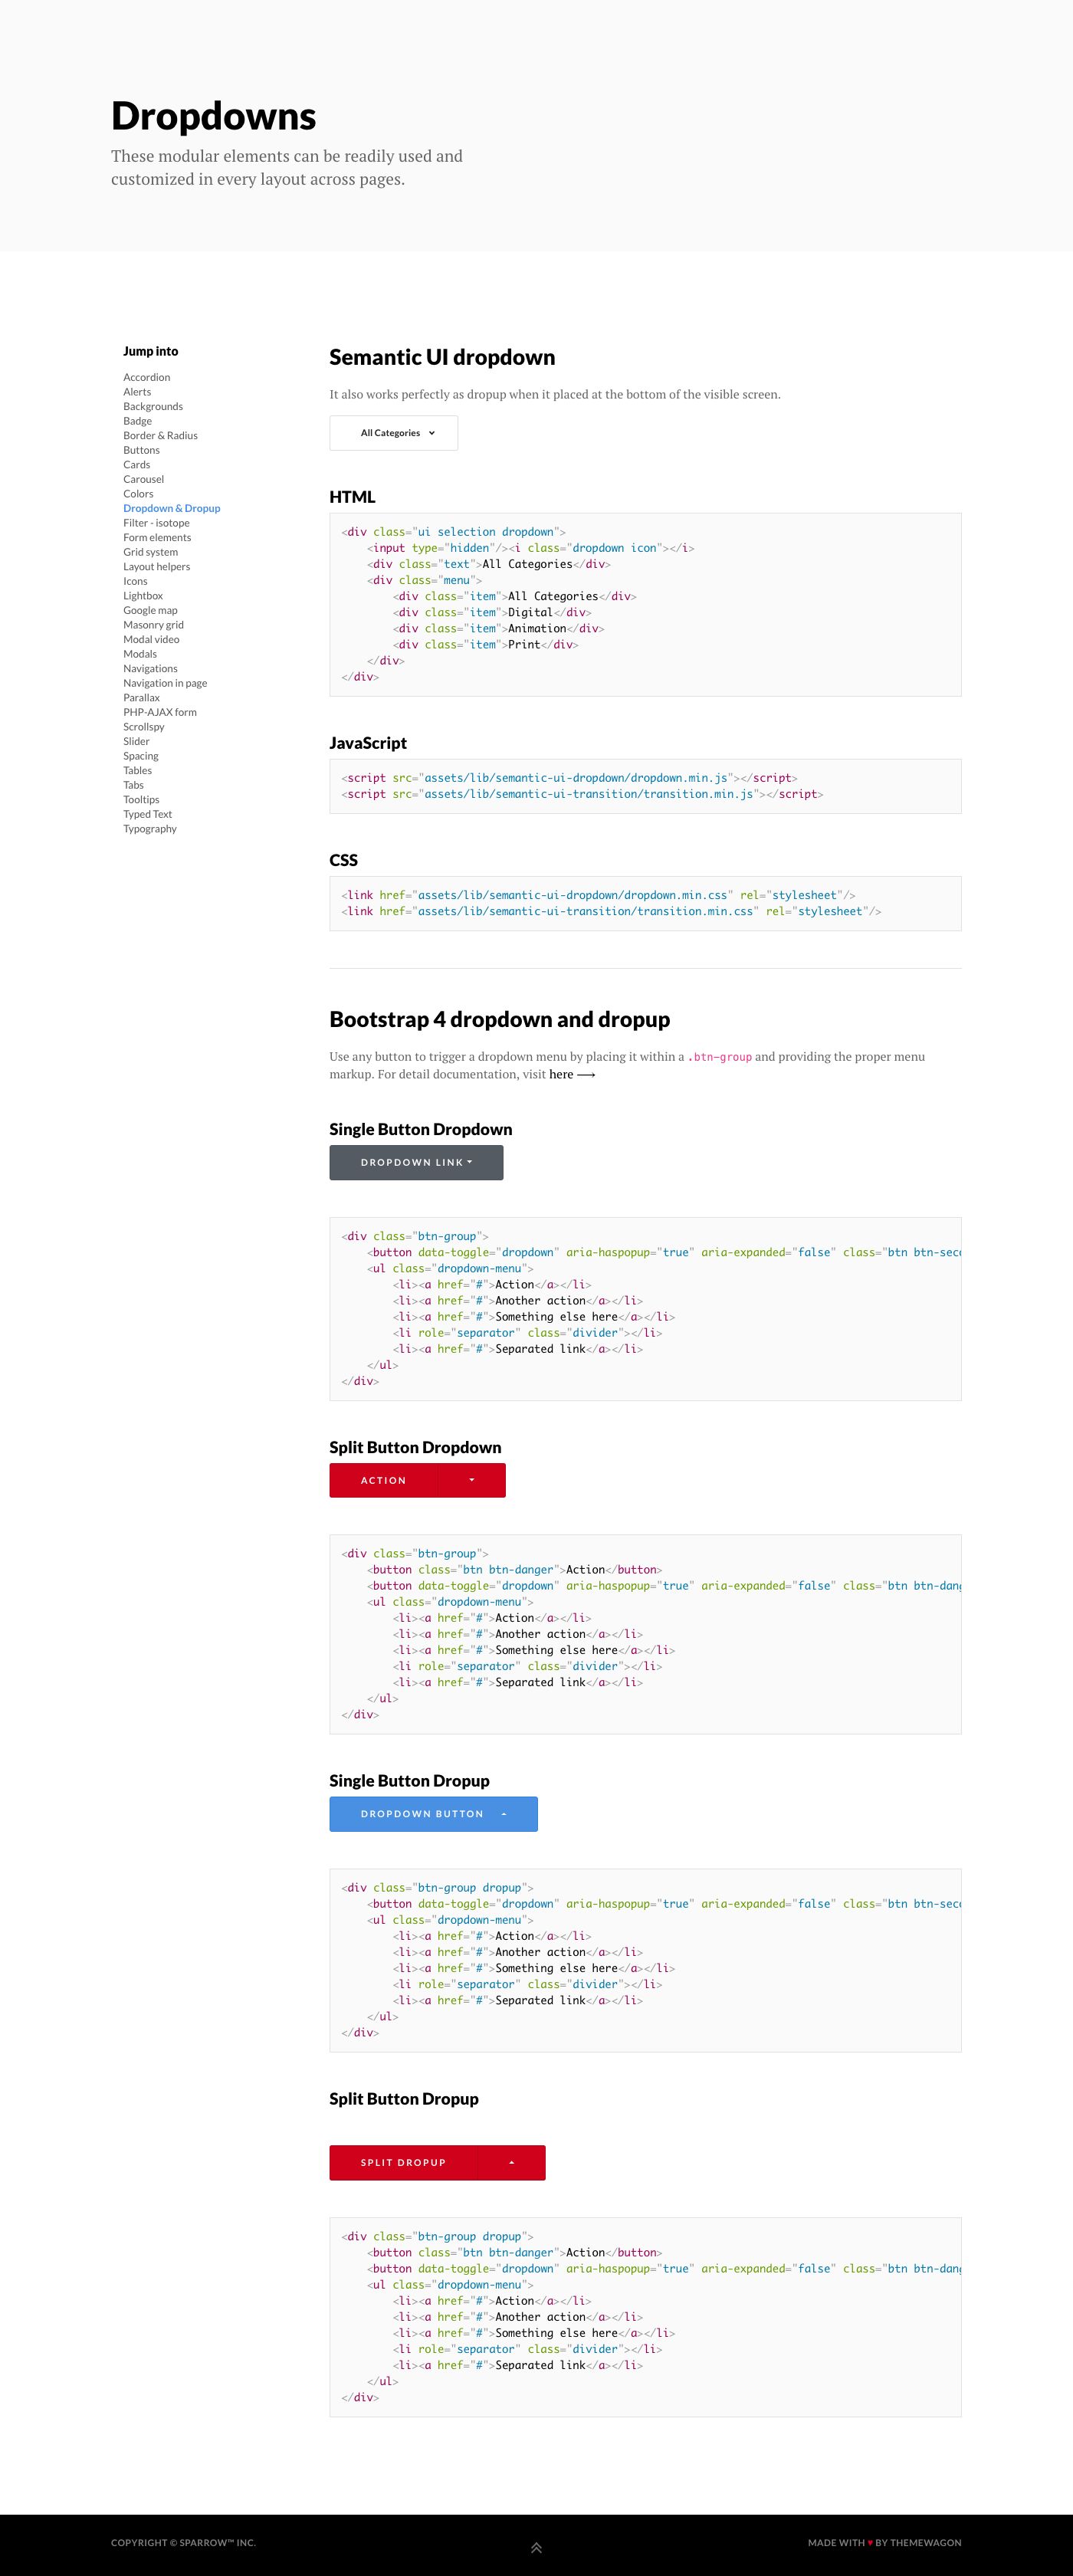 Dropdowns
These modular elements can be readily used and
customized in every layout across pages.
Jump into
Accordion
Alerts
Backgrounds
Badge
Border & Radius
Buttons
Cards
Carousel
Colors
Dropdown & Dropup
Filter - isotope
Form elements
Grid system
Layout helpers
Icons
Lightbox
Google map
Masonry grid
Modal video
Modals
Navigations
Navigation in page
Parallax
PHP-AJAX form
Scrollspy
Slider
Spacing
Tables
Tabs
Tooltips
Typed Text
Typography
Semantic UI dropdown
It also works perfectly as dropup when it placed at the bottom of the visible screen.
All Categories
HTML
<div class="ui selection dropdown">
    <input type="hidden"/><i class="dropdown icon"></i>
    <div class="text">All Categories</div>
    <div class="menu">
        <div class="item">All Categories</div>
        <div class="item">Digital</div>
        <div class="item">Animation</div>
        <div class="item">Print</div>
    </div>
</div>
JavaScript
<script src="assets/lib/semantic-ui-dropdown/dropdown.min.js"></script>
<script src="assets/lib/semantic-ui-transition/transition.min.js"></script>
CSS
<link href="assets/lib/semantic-ui-dropdown/dropdown.min.css" rel="stylesheet"/>
<link href="assets/lib/semantic-ui-transition/transition.min.css" rel="stylesheet"/>
Bootstrap 4 dropdown and dropup
Use any button to trigger a dropdown menu by placing it within a .btn-group and providing the proper menu
markup. For detail documentation, visit here ⟶
Single Button Dropdown
DROPDOWN LINK
<div class="btn-group">
    <button data-toggle="dropdown" aria-haspopup="true" aria-expanded="false" class="btn btn-seco
    <ul class="dropdown-menu">
        <li><a href="#">Action</a></li>
        <li><a href="#">Another action</a></li>
        <li><a href="#">Something else here</a></li>
        <li role="separator" class="divider"></li>
        <li><a href="#">Separated link</a></li>
    </ul>
</div>
Split Button Dropdown
ACTION
<div class="btn-group">
    <button class="btn btn-danger">Action</button>
    <button data-toggle="dropdown" aria-haspopup="true" aria-expanded="false" class="btn btn-dang
    <ul class="dropdown-menu">
        <li><a href="#">Action</a></li>
        <li><a href="#">Another action</a></li>
        <li><a href="#">Something else here</a></li>
        <li role="separator" class="divider"></li>
        <li><a href="#">Separated link</a></li>
    </ul>
</div>
Single Button Dropup
DROPDOWN BUTTON
<div class="btn-group dropup">
    <button data-toggle="dropdown" aria-haspopup="true" aria-expanded="false" class="btn btn-seco
    <ul class="dropdown-menu">
        <li><a href="#">Action</a></li>
        <li><a href="#">Another action</a></li>
        <li><a href="#">Something else here</a></li>
        <li role="separator" class="divider"></li>
        <li><a href="#">Separated link</a></li>
    </ul>
</div>
Split Button Dropup
SPLIT DROPUP
<div class="btn-group dropup">
    <button class="btn btn-danger">Action</button>
    <button data-toggle="dropdown" aria-haspopup="true" aria-expanded="false" class="btn btn-dang
    <ul class="dropdown-menu">
        <li><a href="#">Action</a></li>
        <li><a href="#">Another action</a></li>
        <li><a href="#">Something else here</a></li>
        <li role="separator" class="divider"></li>
        <li><a href="#">Separated link</a></li>
    </ul>
</div>
COPYRIGHT © SPARROW™ INC.
MADE WITH ♥ BY THEMEWAGON